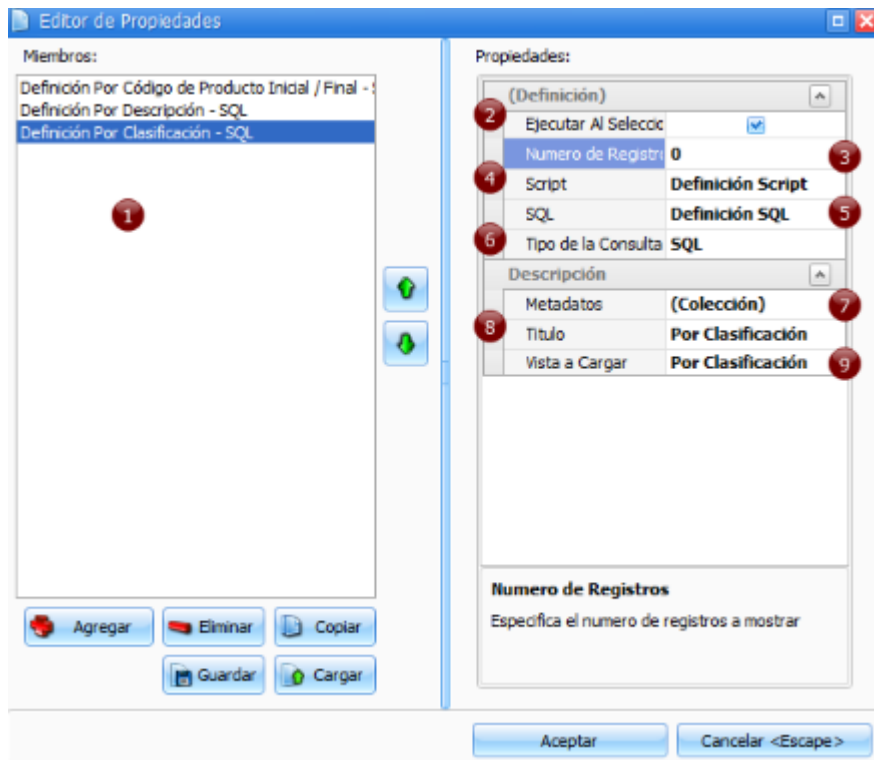 Editor de Propiedades
Miembros:
Definición Por Código de Producto Inicial / Final -
Definición Por Descripción - SQL
Definición Por Clasificación - SQL
1
Agregar
Eliminar
Copiar
Guardar
Cargar
Propiedades:
(Definición)
2
Ejecutar Al Seleccic
Numero de Registr
0
3
4
Script
Definición Script
SQL
Definición SQL
5
6
Tipo de la Consulta
SQL
Descripción
Metadatos
(Colección)
7
8
Titulo
Por Clasificación
Vista a Cargar
Por Clasificación
9
Numero de Registros
Especifica el numero de registros a mostrar
Aceptar
Cancelar <Escape>